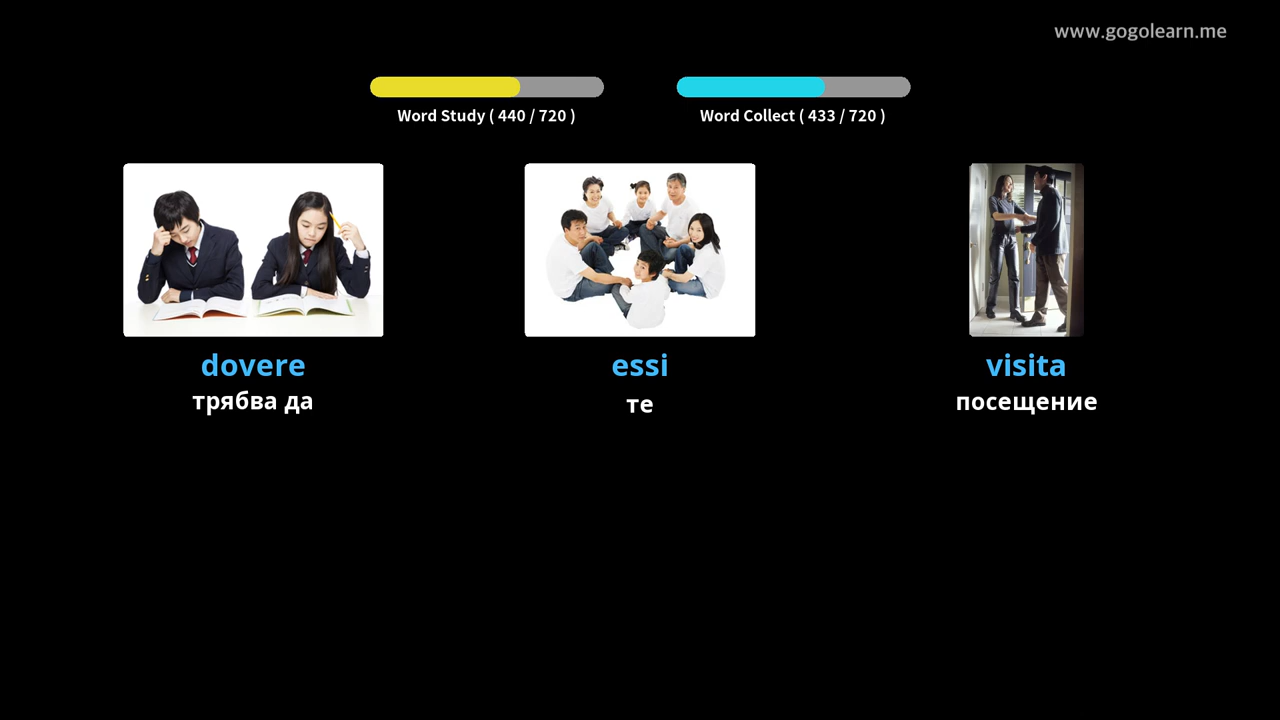 www.gogolearn.me
Word Study ( 440 / 720 )
Word Collect ( 433 / 720 )
dovere
трябва да
essi
те
visita
посещение